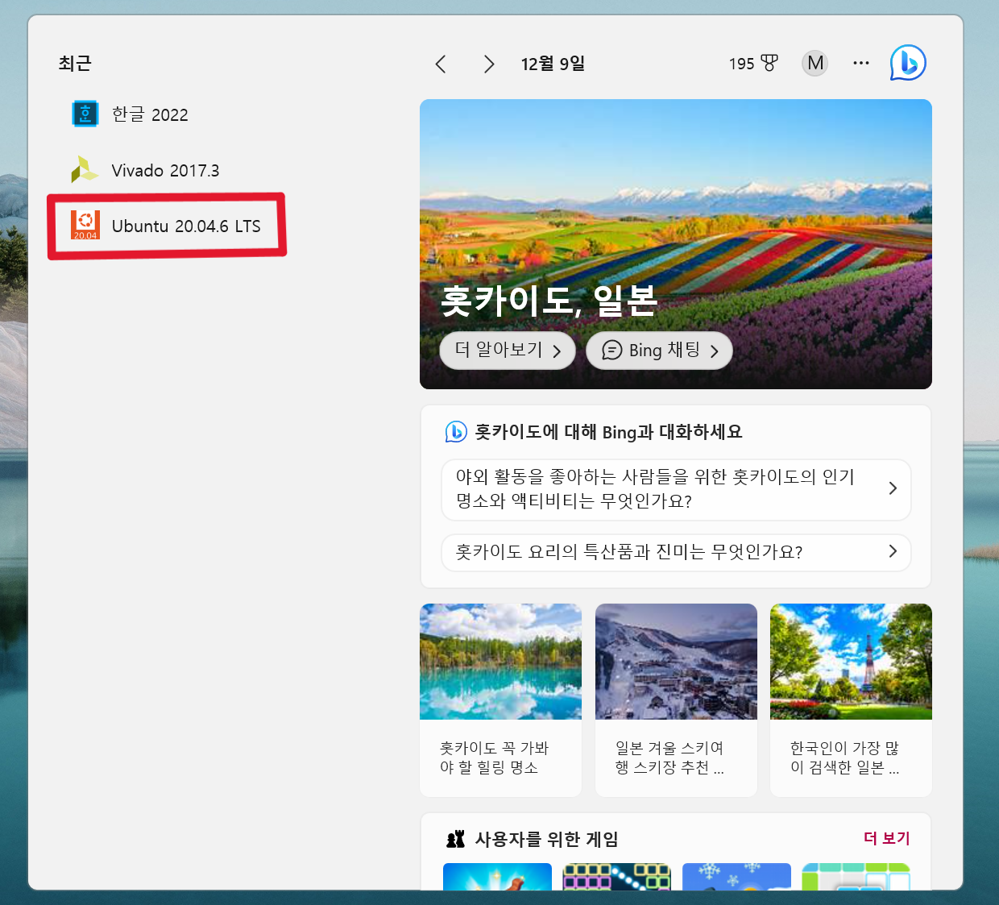 최근
한글 2022
Vivado 2017.3
20.04
Ubuntu 20.04.6 LTS
12월 9일
195
M
홋카이도, 일본
더 알아보기
Bing 채팅
홋카이도에 대해 Bing과 대화하세요
야외 활동을 좋아하는 사람들을 위한 홋카이도의 인기
명소와 액티비티는 무엇인가요?
홋카이도 요리의 특산품과 진미는 무엇인가요?
홋카이도 꼭 가봐
야 할 힐링 명소
일본 겨울 스키여
행 스키장 추천 ...
한국인이 가장 많
이 검색한 일본 ...
사용자를 위한 게임
더 보기